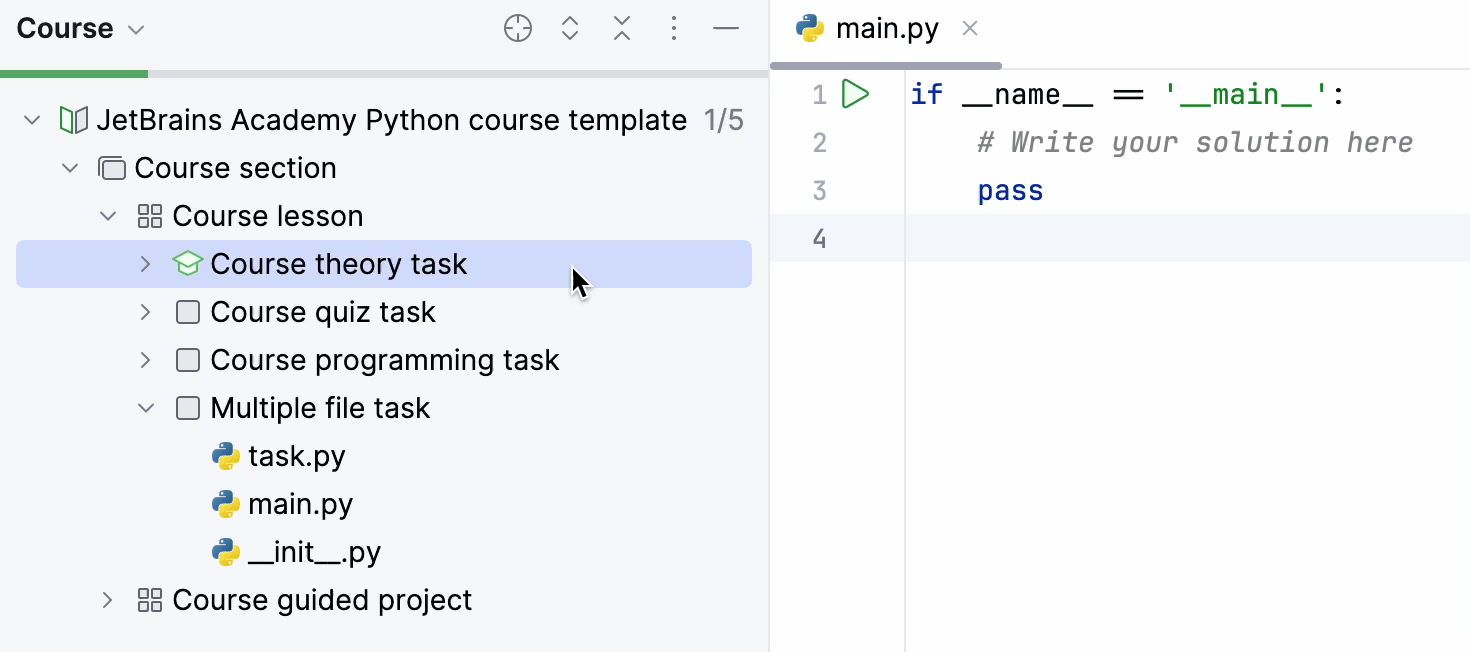 Course
JetBrains Academy Python course template 1/5
Course section
Course lesson
Course theory task
Course quiz task
Course programming task
Multiple file task
task.py
main.py
__init__.py
Course guided project
main.py
1 if __name__ == '__main__':
2 # Write your solution here
3 pass
4